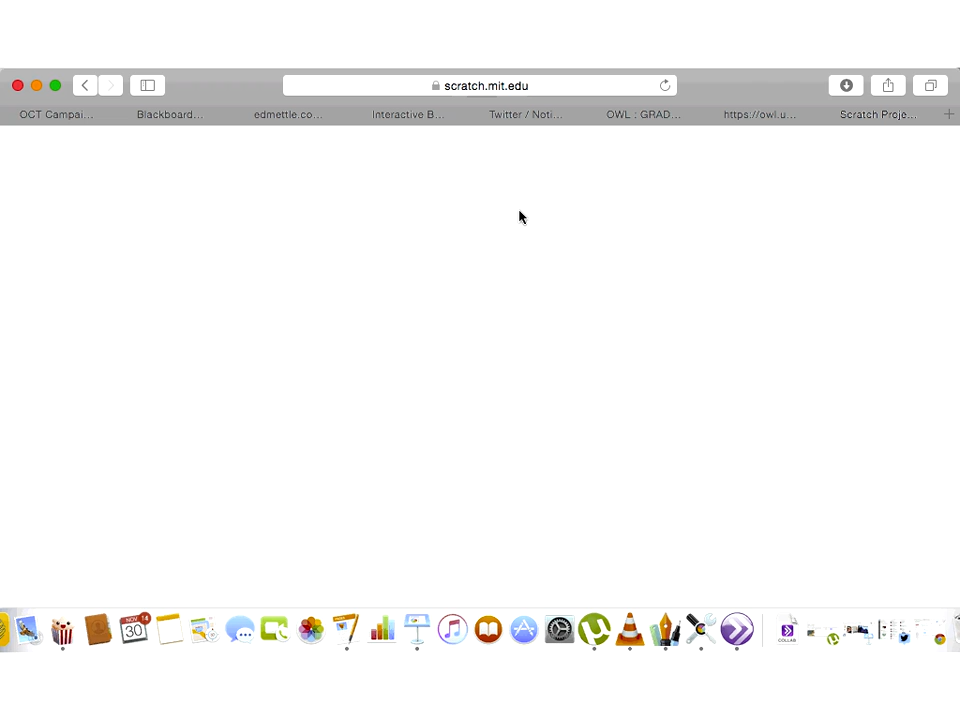 scratch.mit.edu
OCT Campai... Blackboard... edmettle.co... Interactive B... Twitter / Noti... OWL : GRAD... https://owl.u... Scratch Proje...
NOV 14
30
COLLAB